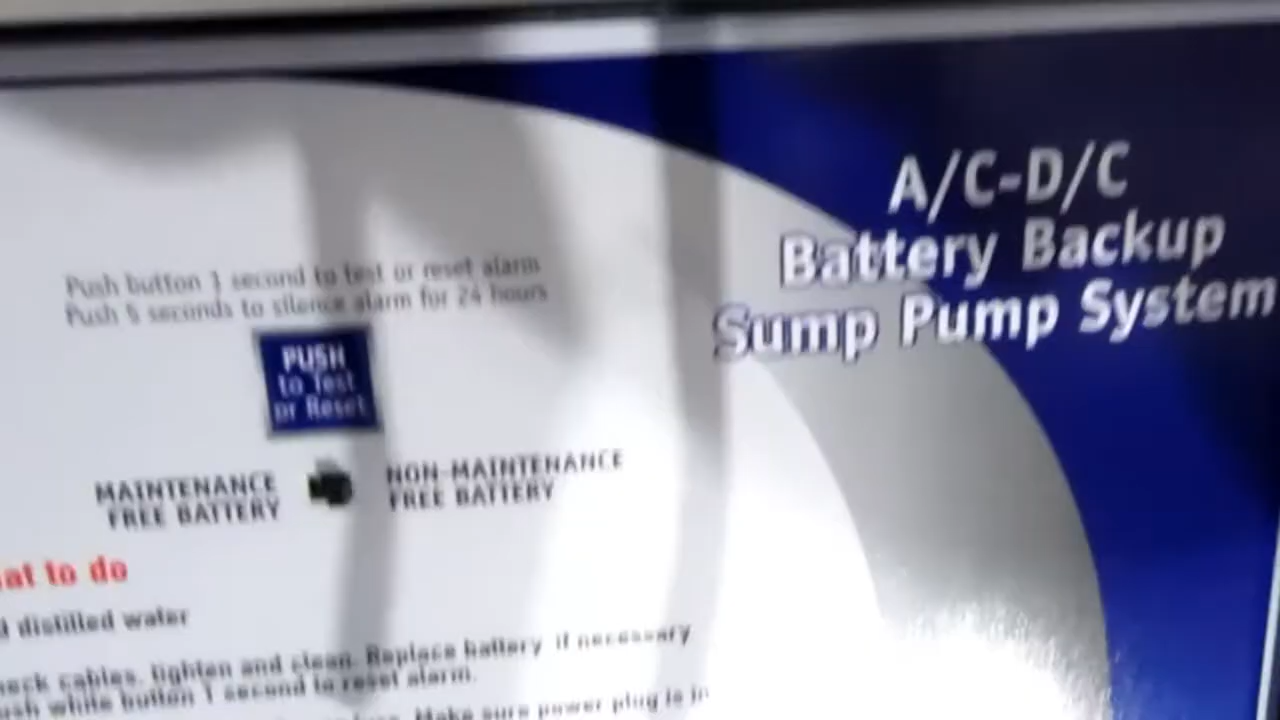 A/C-D/C
Battery Backup
Sump Pump System
Push button 1 second to test or reset alarm
Push 5 seconds to silence alarm for 24 hours
PUSH
to Test
or Reset
MAINTENANCE
FREE BATTERY
NON-MAINTENANCE
FREE BATTERY
to do
distilled water
cables, tighten and clean. Replace battery if necessary
white button 1 second to reset alarm.
Make sure power plug is in